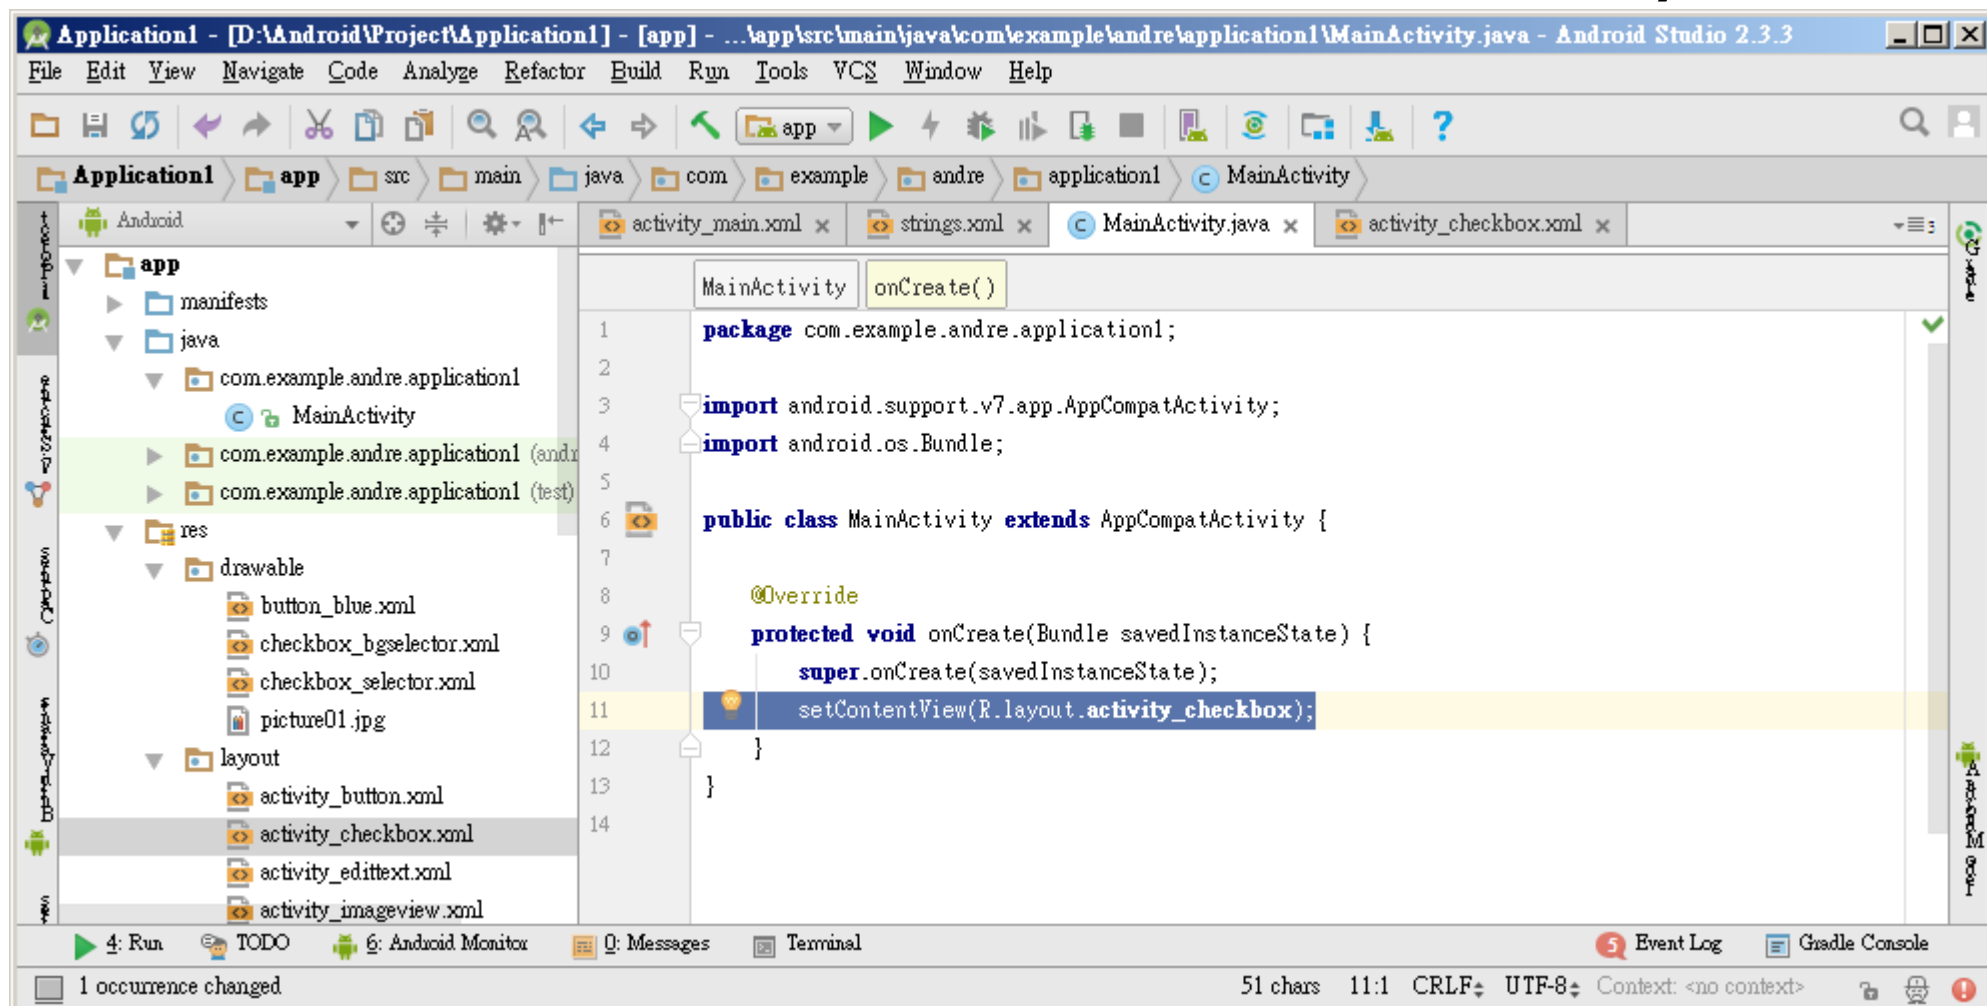 Application1 - [D:\Android\Project\Application1] - [app] - ...\app\src\main\java\com\example\andre\application1\MainActivity.java - Android Studio 2.3.3
File Edit View Navigate Code Analyze Refactor Build Run Tools VCS Window Help
app
Application1 app src main java com example andre application1 MainActivity
Android
activity_main.xml strings.xml MainActivity.java activity_checkbox.xml
app
manifests
java
com.example.andre.application1
MainActivity
com.example.andre.application1 (andr
com.example.andre.application1 (test)
res
drawable
button_blue.xml
checkbox_bgselector.xml
checkbox_selector.xml
picture01.jpg
layout
activity_button.xml
activity_checkbox.xml
activity_edittext.xml
activity_imageview.xml
MainActivity onCreate()
1 package com.example.andre.application1;
2
3 import android.support.v7.app.AppCompatActivity;
4 import android.os.Bundle;
5
6 public class MainActivity extends AppCompatActivity {
7
8 @Override
9 protected void onCreate(Bundle savedInstanceState) {
10 super.onCreate(savedInstanceState);
11 setContentView(R.layout.activity_checkbox);
12 }
13 }
14
4: Run TODO 6: Android Monitor 0: Messages Terminal 5 Event Log Gradle Console
1 occurrence changed 51 chars 11:1 CRLF UTF-8 Context: <no context>